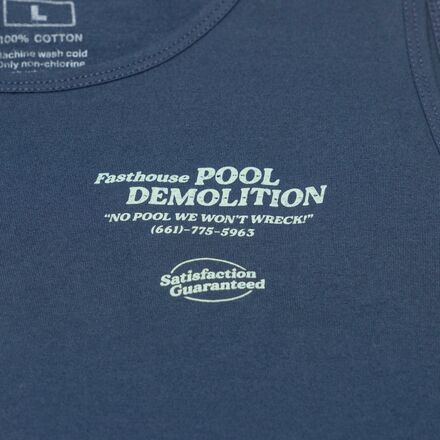 L
100% COTTON
Machine wash cold
Only non-chlorine
Fasthouse POOL
DEMOLITION
"NO POOL WE WON'T WRECK!"
(661)-775-5963
Satisfaction
Guaranteed